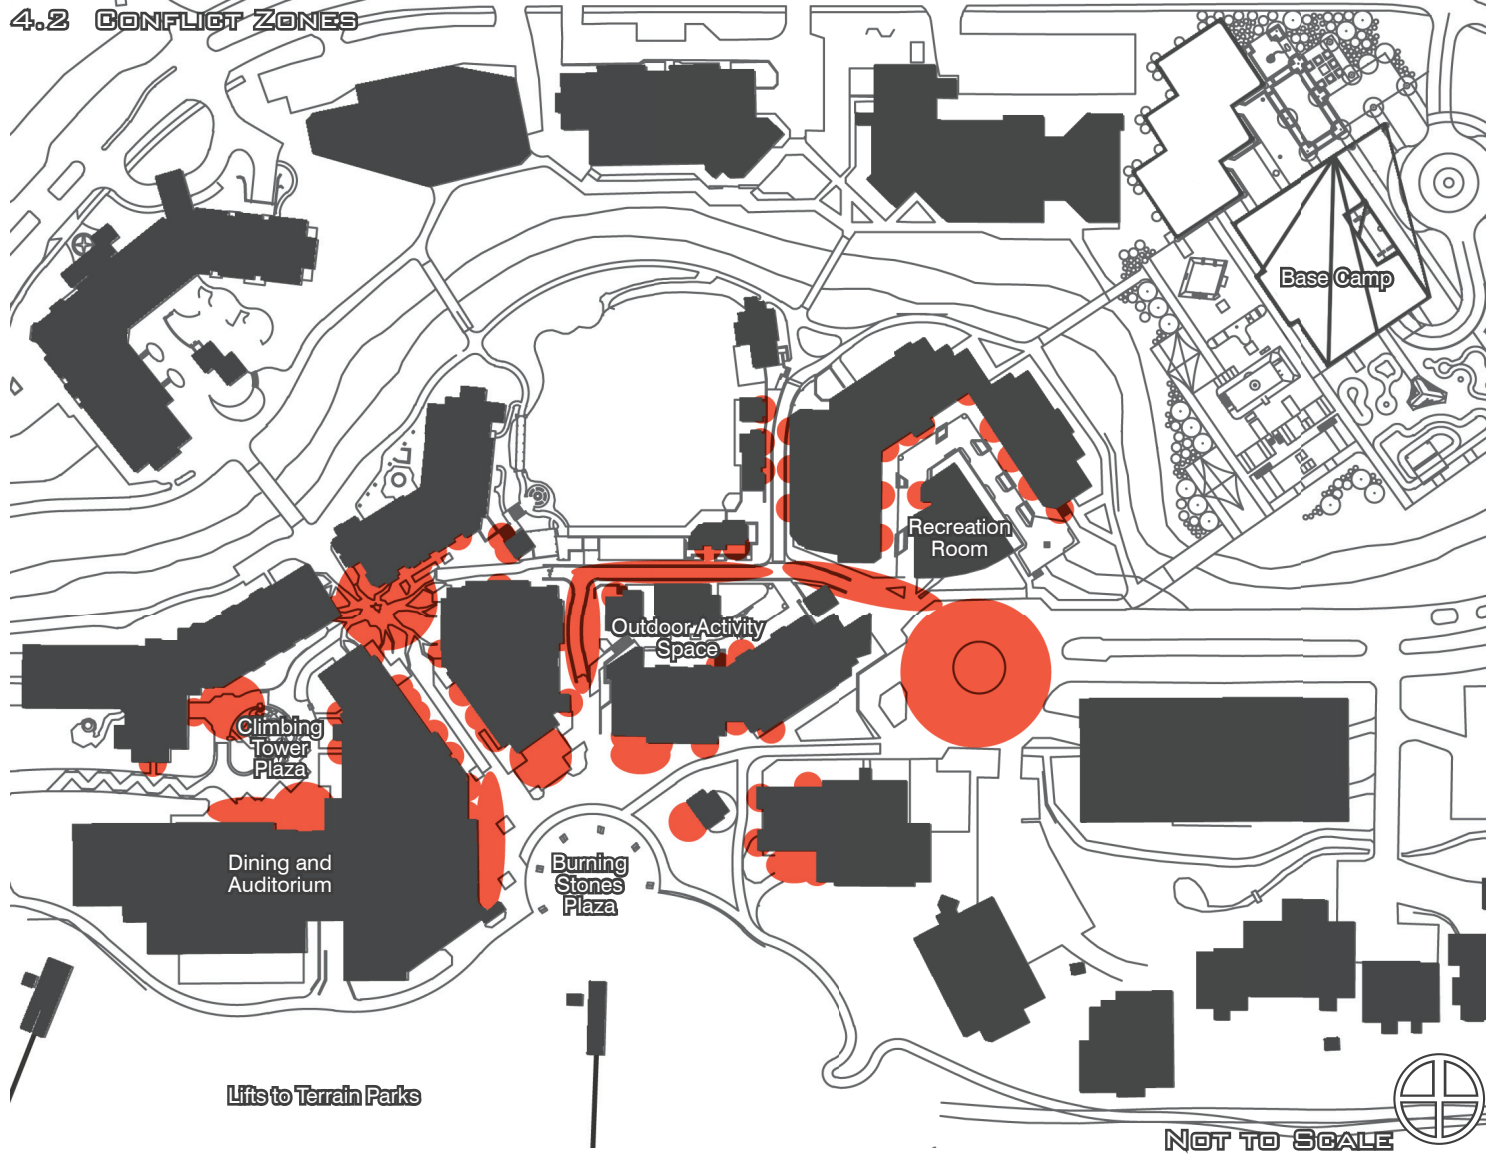 4.2 Conflict Zones
Base Camp
Recreation
Room
Outdoor Activity
Space
Climbing
Tower
Plaza
Dining and
Auditorium
Burning
Stones
Plaza
Lifts to Terrain Parks
Not to Scale